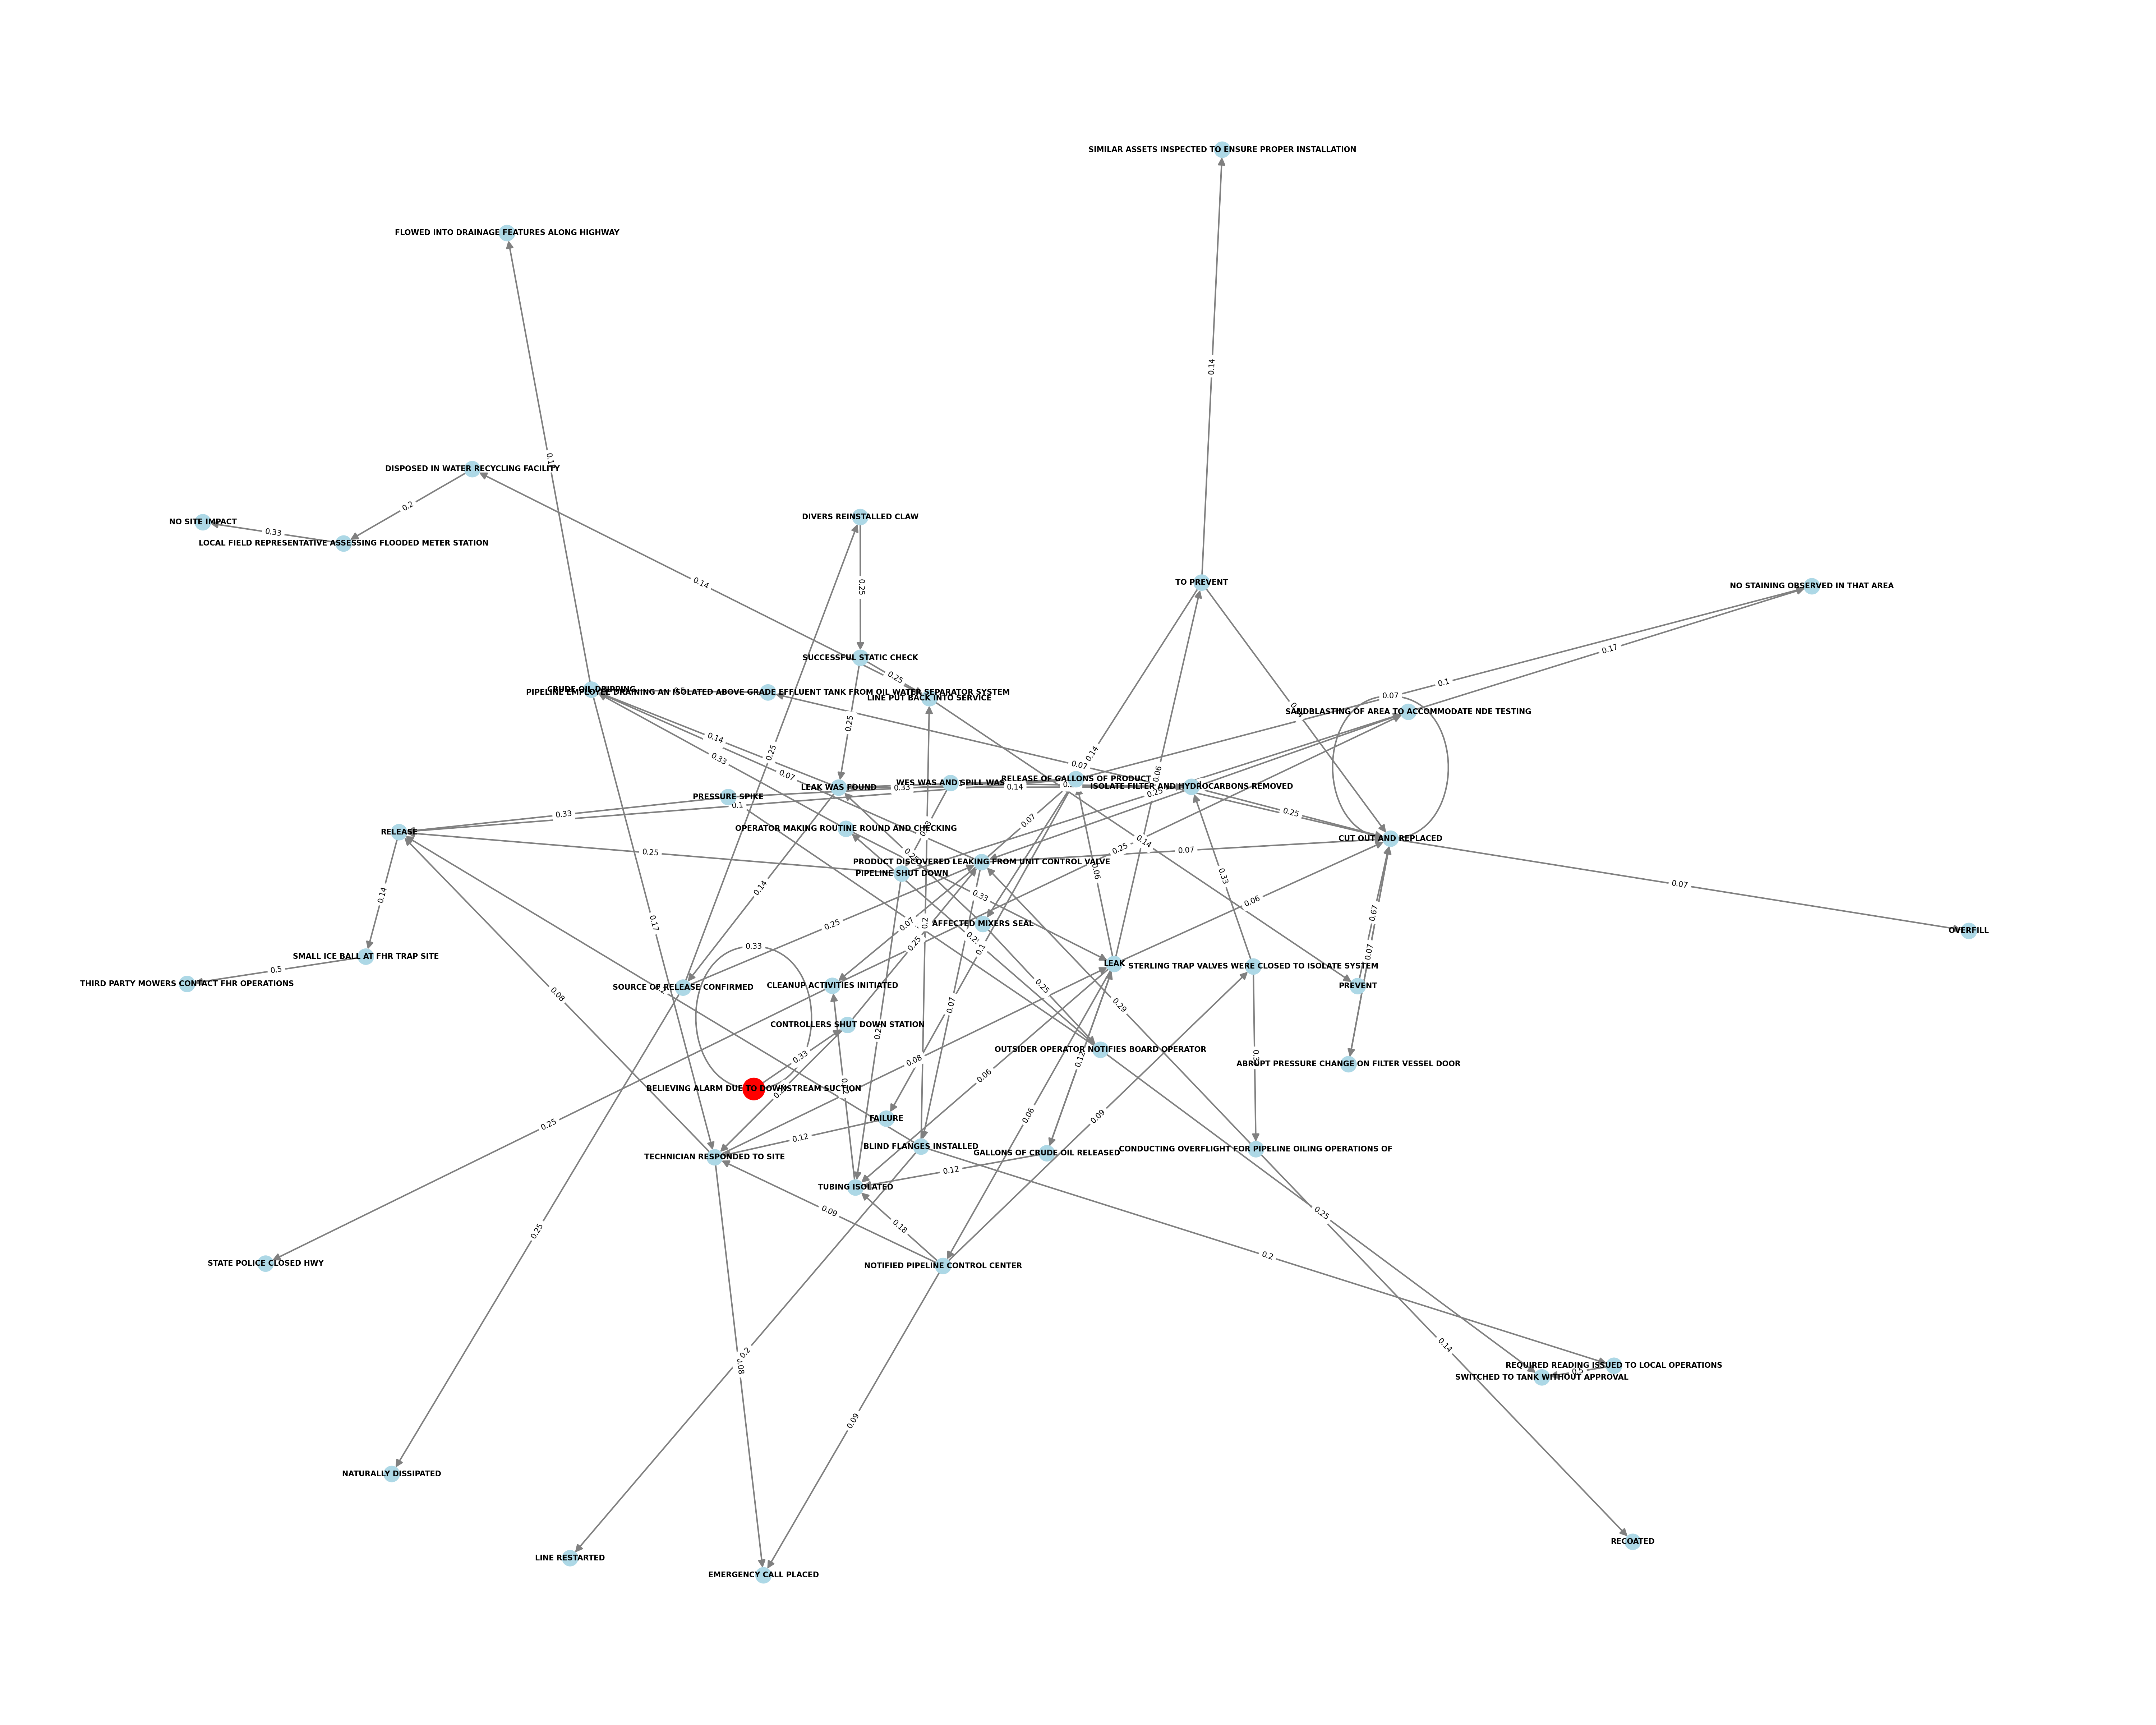 SIMILAR ASSETS INSPECTED TO ENSURE PROPER INSTALLATION
FLOWED INTO DRAINAGE FEATURES ALONG HIGHWAY
0.14
DISPOSED IN WATER RECYCLING FACILITY
0.2
DIVERS REINSTALLED CLAW
NO SITE IMPACT
0.33
LOCAL FIELD REPRESENTATIVE ASSESSING FLOODED METER STATION
0.14
0.25
TO PREVENT
NO STAINING OBSERVED IN THAT AREA
0.17
SUCCESSFUL STATIC CHECK
0.25
0.1
CRUDE OIL DRIPPING
PIPELINE EMPLOYEE DRAINING AN ISOLATED ABOVE GRADE EFFLUENT TANK FROM OIL WATER SEPARATOR SYSTEM
LINE PUT BACK INTO SERVICE
0.07
SANDBLASTING OF AREA TO ACCOMMODATE NDE TESTING
0.25
0.14
0.33
0.25
0.14
0.07
0.07
0.06
RELEASE OF GALLONS OF PRODUCT
WES WAS AND SPILL WAS
LEAK WAS FOUND
0.33
0.14
ISOLATE FILTER AND HYDROCARBONS REMOVED
0.25
PRESSURE SPIKE
0.1
0.33
0.25
OPERATOR MAKING ROUTINE ROUND AND CHECKING
RELEASE
0.07
CUT OUT AND REPLACED
0.14
0.25
0.07
0.25
PRODUCT DISCOVERED LEAKING FROM UNIT CONTROL VALVE
PIPELINE SHUT DOWN
0.06
0.33
0.07
0.14
0.14
0.33
0.06
0.67
0.25
0.17
0.07
0.2
AFFECTED MIXERS SEAL
OVERFILL
0.33
0.25
0.1
0.07
SMALL ICE BALL AT FHR TRAP SITE
LEAK
STERLING TRAP VALVES WERE CLOSED TO ISOLATE SYSTEM
0.5
THIRD PARTY MOWERS CONTACT FHR OPERATIONS
SOURCE OF RELEASE CONFIRMED
CLEANUP ACTIVITIES INITIATED
PREVENT
0.25
0.08
0.07
0.29
CONTROLLERS SHUT DOWN STATION
OUTSIDER OPERATOR NOTIFIES BOARD OPERATOR
0.33
0.08
0.12
ABRUPT PRESSURE CHANGE ON FILTER VESSEL DOOR
BELIEVING ALARM DUE TO DOWNSTREAM SUCTION
0.06
0.06
0.09
FAILURE
0.25
0.12
BLIND FLANGES INSTALLED
GALLONS OF CRUDE OIL RELEASED
CONDUCTING OVERFLIGHT FOR PIPELINE OILING OPERATIONS OF
TECHNICIAN RESPONDED TO SITE
0.12
TUBING ISOLATED
0.09
0.18
0.25
0.25
0.2
STATE POLICE CLOSED HWY
NOTIFIED PIPELINE CONTROL CENTER
0.14
0.2
0.08
REQUIRED READING ISSUED TO LOCAL OPERATIONS
SWITCHED TO TANK WITHOUT APPROVAL
0.09
NATURALLY DISSIPATED
RECOATED
LINE RESTARTED
EMERGENCY CALL PLACED